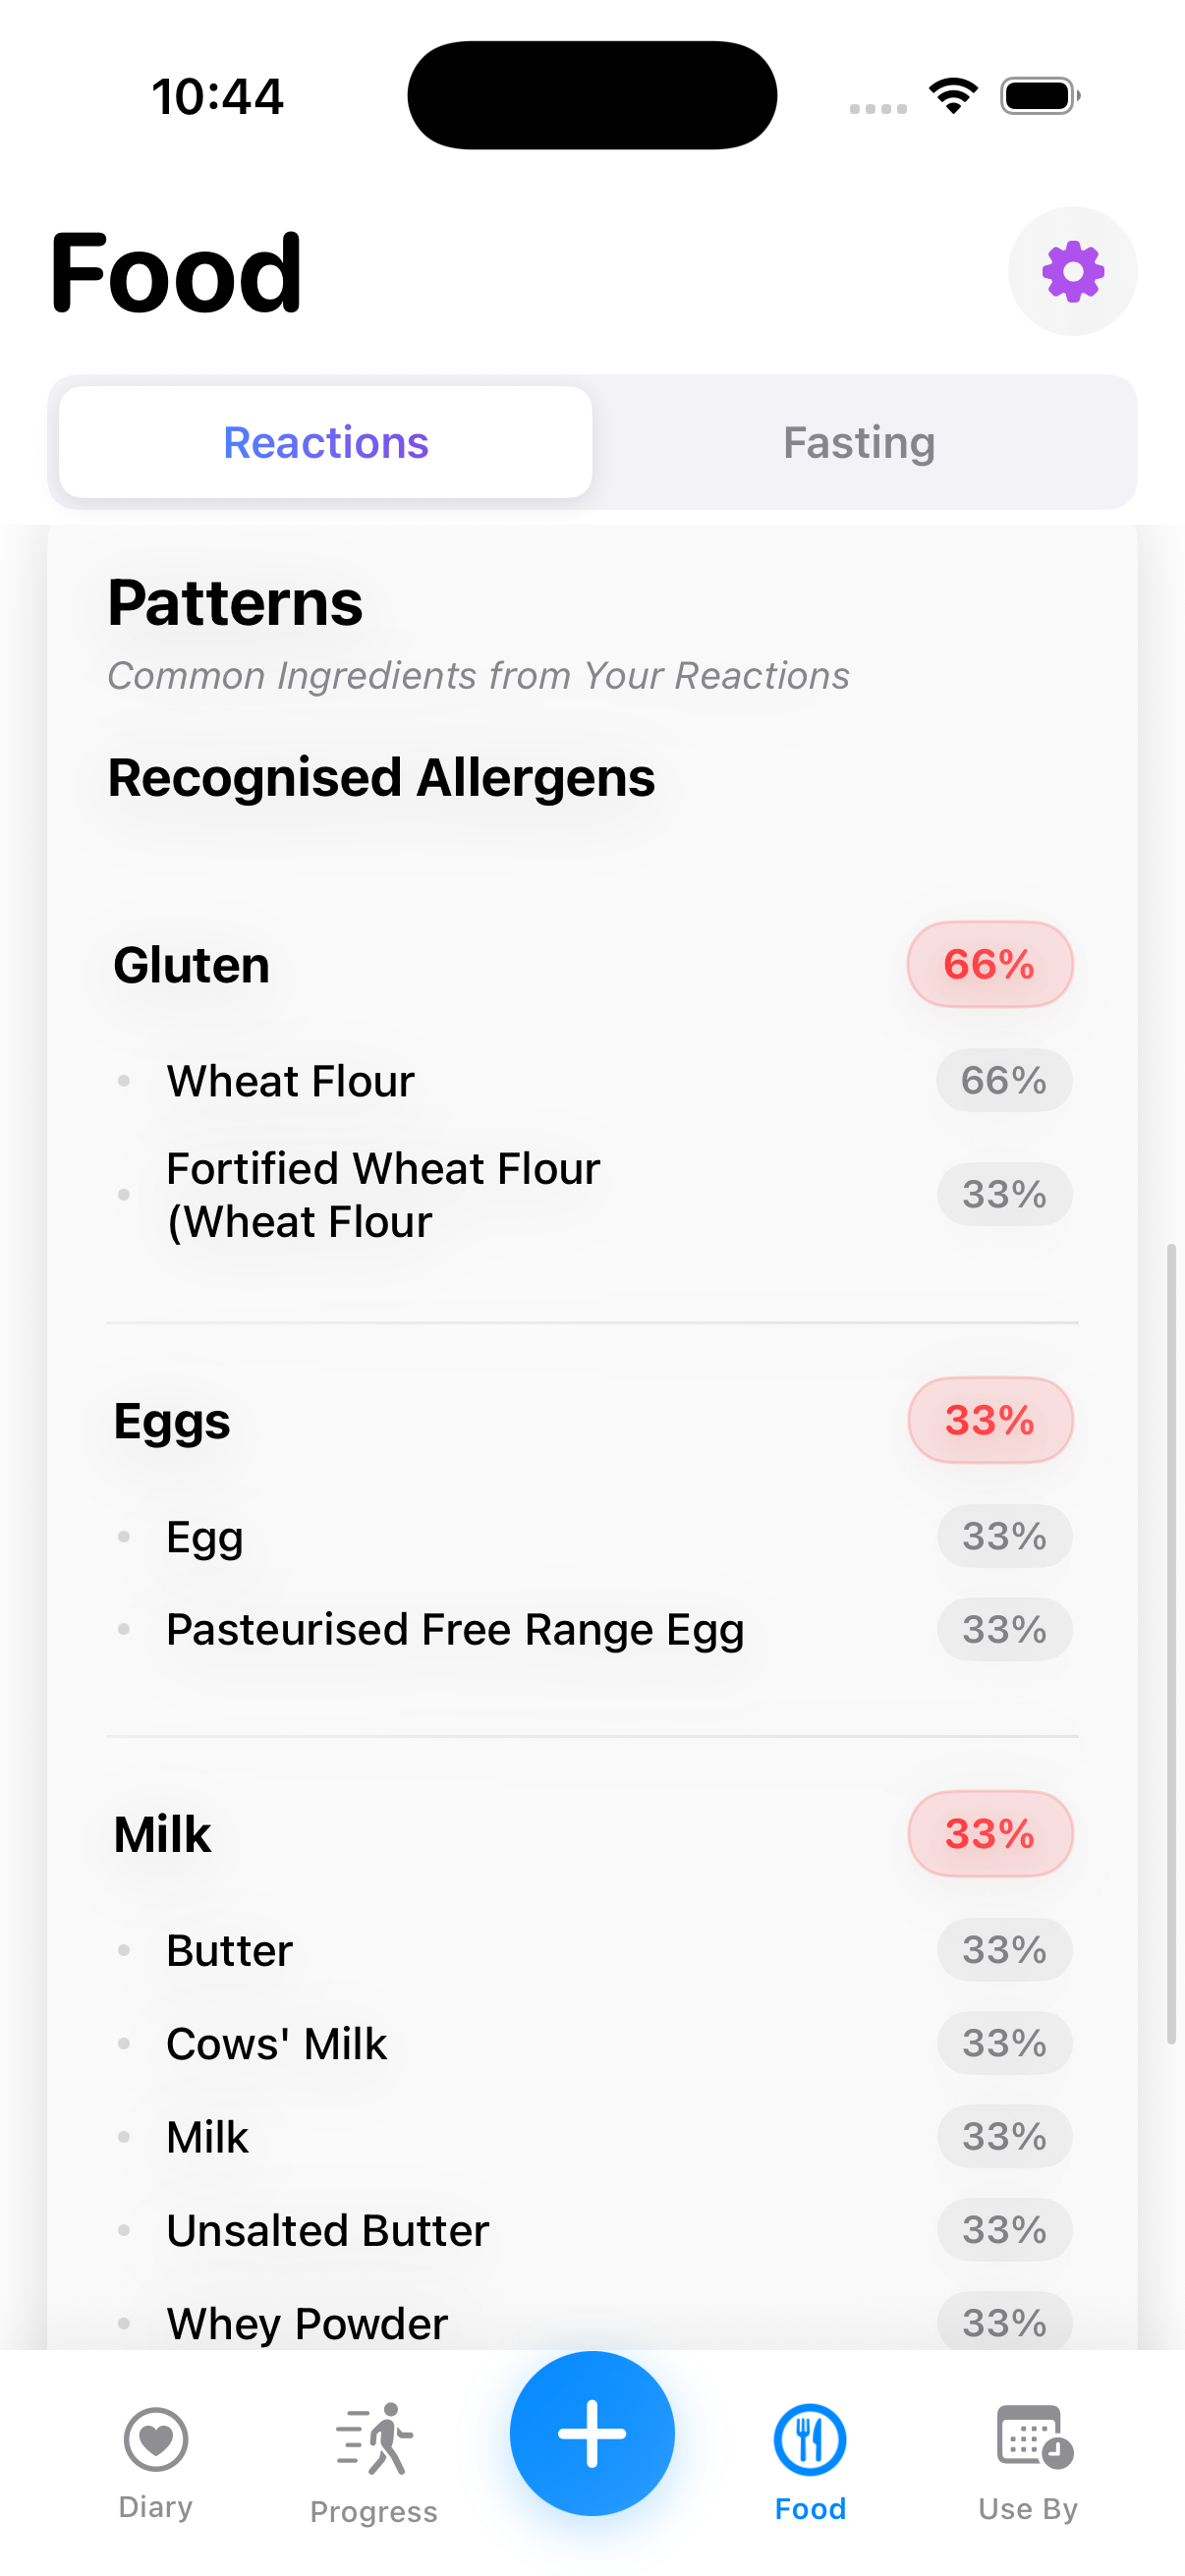 10:44
Food
Reactions
Fasting
Patterns
Common Ingredients from Your Reactions
Recognised Allergens
Gluten 66%
Wheat Flour 66%
Fortified Wheat Flour
(Wheat Flour 33%
Eggs 33%
Egg 33%
Pasteurised Free Range Egg 33%
Milk 33%
Butter 33%
Cows' Milk 33%
Milk 33%
Unsalted Butter 33%
Whey Powder 33%
Diary
Progress
Food
Use By